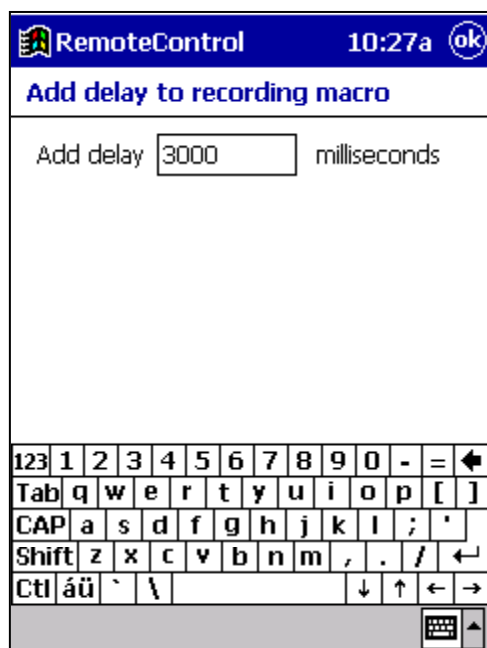 RemoteControl 10:27a ok
Add delay to recording macro
Add delay 3000 milliseconds
123 1 2 3 4 5 6 7 8 9 0 - =
Tab q w e r t y u i o p [ ]
CAP a s d f g h j k l ; '
Shift z x c v b n m , . /
Ctl áü ` \